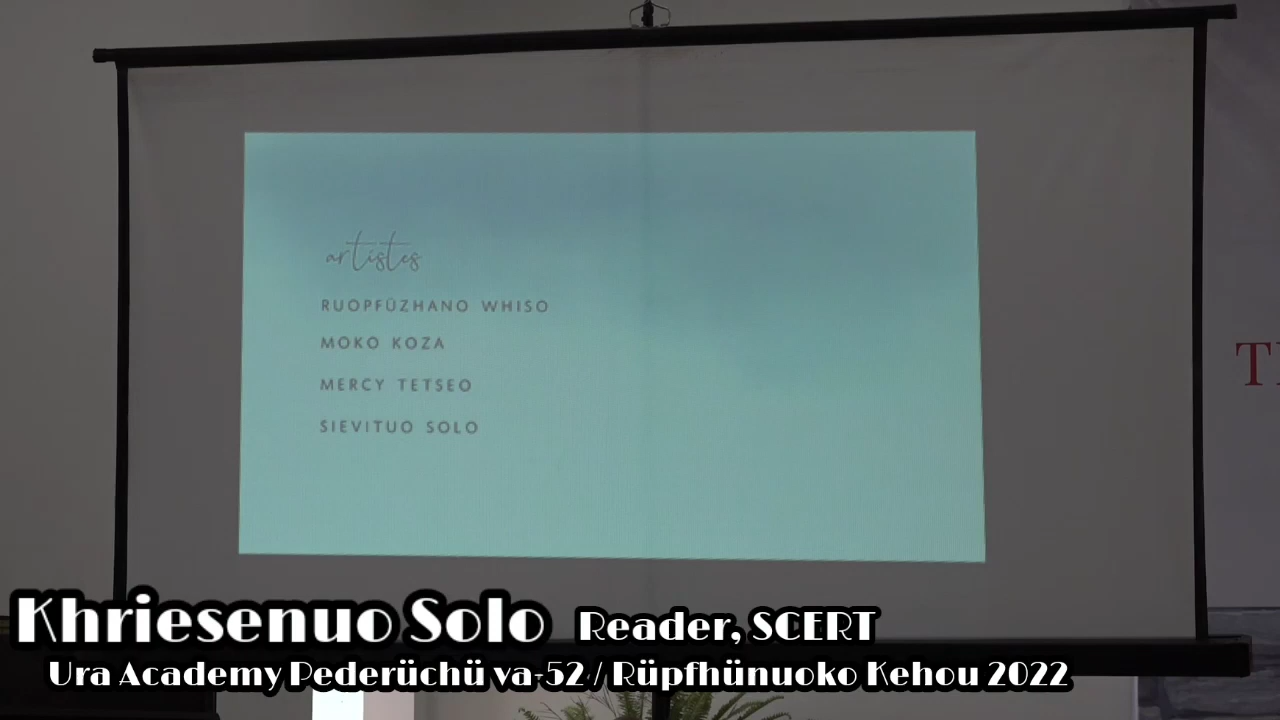 artistes
RUOPFÜZHANO WHISO
MOKO KOZA
MERCY TETSEO
SIEVITUO SOLO
Khriesenuo Solo Reader, SCERT
Ura Academy Pederüchü va-52 / Rüpfhünuoko Kehou 2022